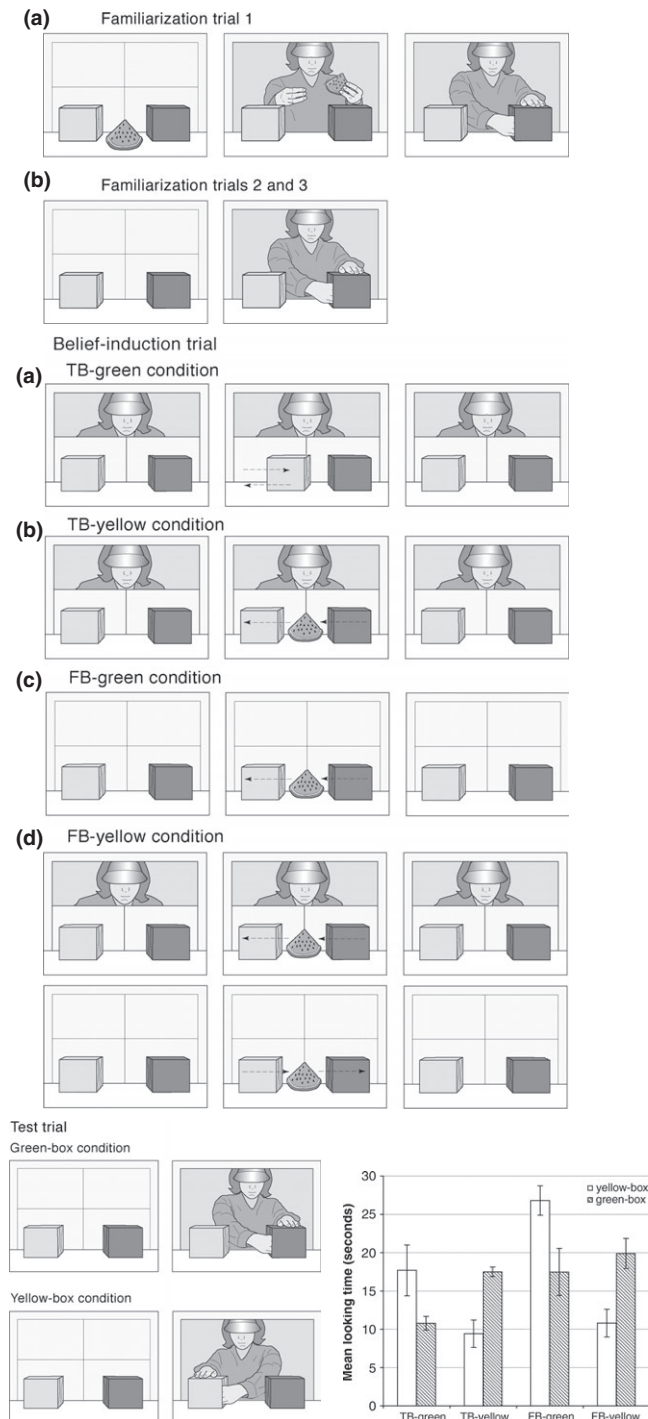 (a) Familiarization trial 1
(b) Familiarization trials 2 and 3
Belief-induction trial
(a) TB-green condition
(b) TB-yellow condition
(c) FB-green condition
(d) FB-yellow condition
Test trial
Green-box condition
Yellow-box condition
Mean looking time (seconds)
30
25
20
15
10
5
0
yellow-box
green-box
TB-green TB-yellow FB-green FB-yellow